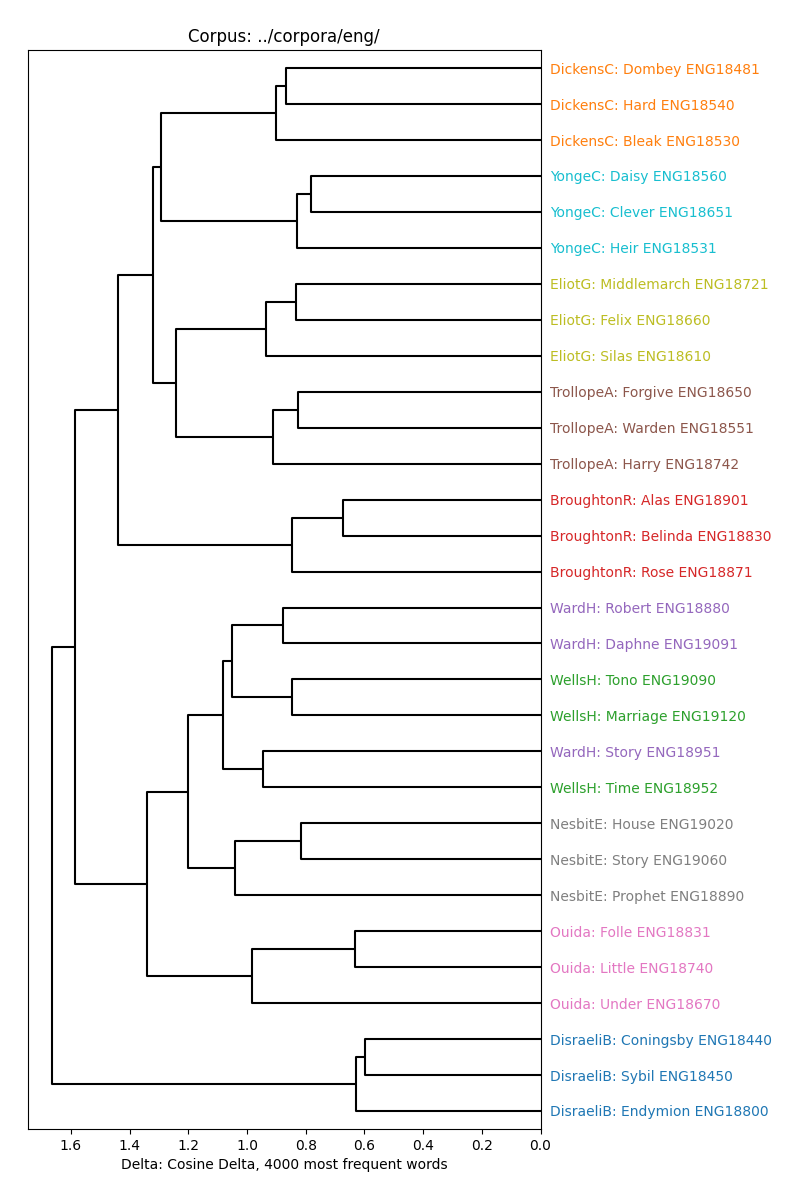 Corpus: ../corpora/eng/
DickensC: Dombey ENG18481
DickensC: Hard ENG18540
DickensC: Bleak ENG18530
YongeC: Daisy ENG18560
YongeC: Clever ENG18651
YongeC: Heir ENG18531
EliotG: Middlemarch ENG18721
EliotG: Felix ENG18660
EliotG: Silas ENG18610
TrollopeA: Forgive ENG18650
TrollopeA: Warden ENG18551
TrollopeA: Harry ENG18742
BroughtonR: Alas ENG18901
BroughtonR: Belinda ENG18830
BroughtonR: Rose ENG18871
WardH: Robert ENG18880
WardH: Daphne ENG19091
WellsH: Tono ENG19090
WellsH: Marriage ENG19120
WardH: Story ENG18951
WellsH: Time ENG18952
NesbitE: House ENG19020
NesbitE: Story ENG19060
NesbitE: Prophet ENG18890
Ouida: Folle ENG18831
Ouida: Little ENG18740
Ouida: Under ENG18670
DisraeliB: Coningsby ENG18440
DisraeliB: Sybil ENG18450
DisraeliB: Endymion ENG18800
1.6 1.4 1.2 1.0 0.8 0.6 0.4 0.2 0.0
Delta: Cosine Delta, 4000 most frequent words